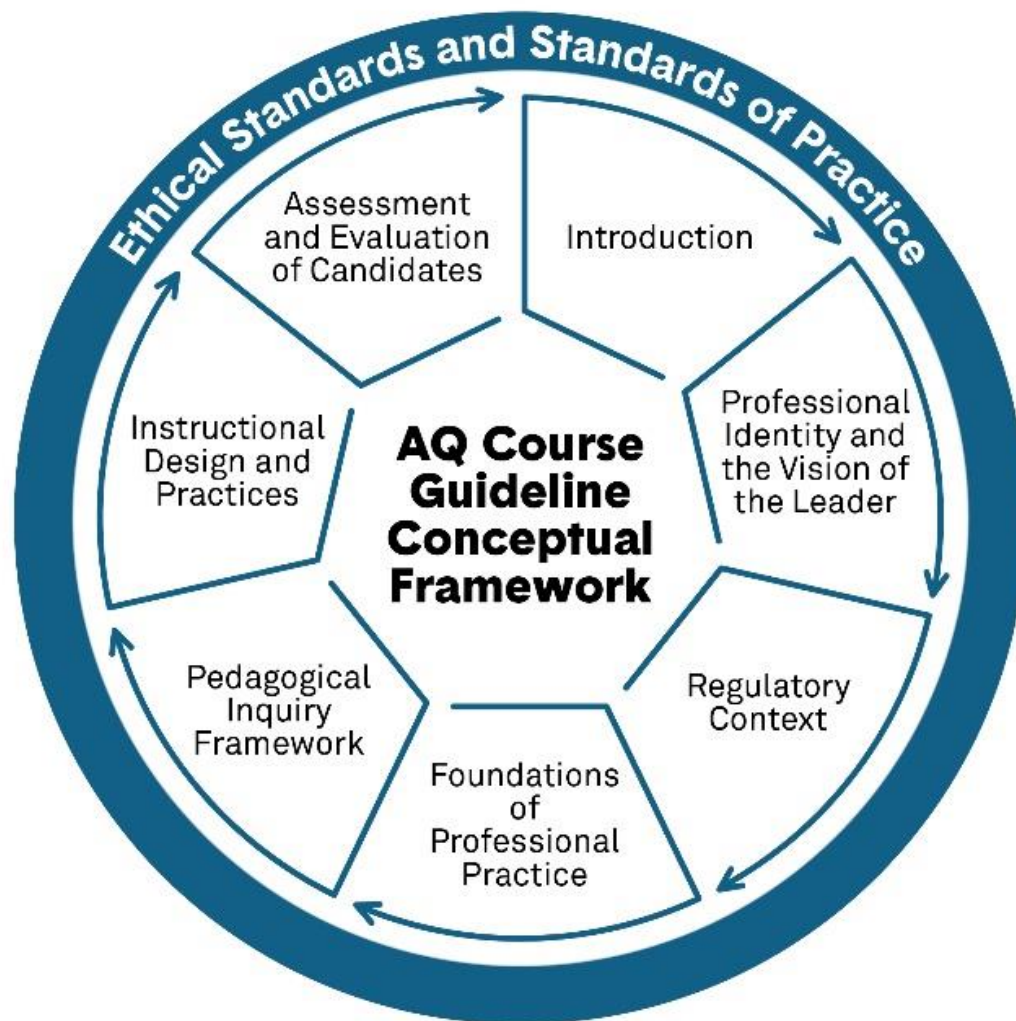 Ethical Standards and Standards of Practice
Introduction
Professional
Identity and
the Vision of
the Leader
Regulatory
Context
Foundations
of
Professional
Practice
Pedagogical
Inquiry
Framework
Instructional
Design and
Practices
Assessment
and Evaluation
of Candidates
AQ Course
Guideline
Conceptual
Framework